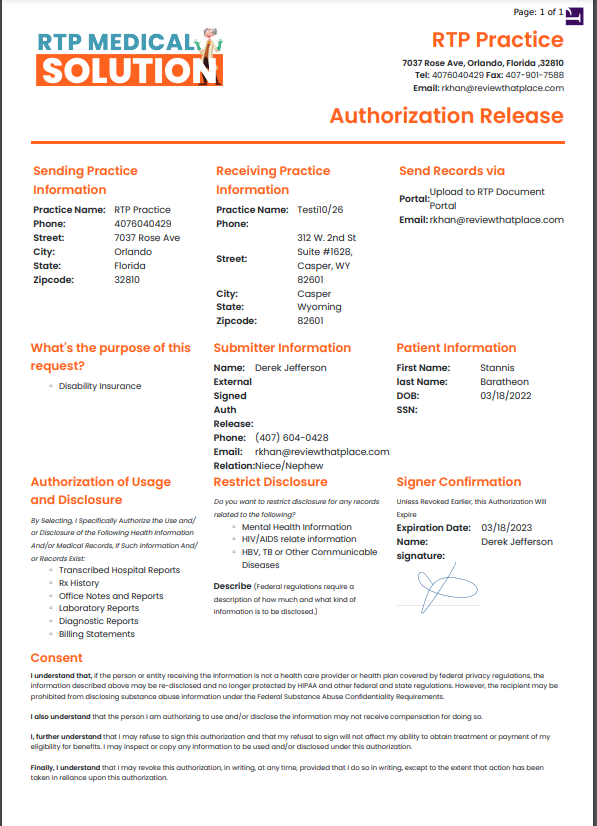 Page: 1 of 1
RTP MEDICAL
SOLUTION
RTP Practice
7037 Rose Ave, Orlando, Florida ,32810
Tel: 4076040429 Fax: 407-901-7588
Email: rkhan@reviewthatplace.com
Authorization Release
Sending Practice
Information
Practice Name: RTP Practice
Phone: 4076040429
Street: 7037 Rose Ave
City: Orlando
State: Florida
Zipcode: 32810
Receiving Practice
Information
Practice Name: Testi10/26
Phone:
Street: 312 W. 2nd St
Suite #1628,
Casper, WY
82601
City: Casper
State: Wyoming
Zipcode: 82601
Send Records via
Portal: Upload to RTP Document
Portal
Email: rkhan@reviewthatplace.com
What's the purpose of this
request?
Disability Insurance
Submitter Information
Name: Derek Jefferson
External
Signed
Auth
Release:
Phone: (407) 604-0428
Email: rkhan@reviewthatplace.com
Relation:Niece/Nephew
Patient Information
First Name: Stannis
last Name: Baratheon
DOB: 03/18/2022
SSN:
Authorization of Usage
and Disclosure
By Selecting, I Specifically Authorize the Use and/
or Disclosure of the Following Health Information
And/or Medical Records, If Such Information And/
or Records Exist:
Transcribed Hospital Reports
Rx History
Office Notes and Reports
Laboratory Reports
Diagnostic Reports
Billing Statements
Restrict Disclosure
Do you want to restrict disclosure for any records
related to the following?
Mental Health Information
HIV/AIDS relate information
HBV, TB or Other Communicable
Diseases
Describe (Federal regulations require a
description of how much and what kind of
information is to be disclosed.)
Signer Confirmation
Unless Revoked Earlier, this Authorization Will
Expire
Expiration Date: 03/18/2023
Name: Derek Jefferson
signature:
Consent
I understand that, if the person or entity receiving the information is not a health care provider or health plan covered by federal privacy regulations, the
information described above may be re-disclosed and no longer protected by HIPAA and other federal and state regulations. However, the recipient may be
prohibited from disclosing substance abuse information under the Federal Substance Abuse Confidentiality Requirements.
I also understand that the person I am authorizing to use and/or disclose the information may not receive compensation for doing so.
I, further understand that I may refuse to sign this authorization and that my refusal to sign will not affect my ability to obtain treatment or payment of my
eligibility for benefits. I may inspect or copy any information to be used and/or disclosed under this authorization.
Finally, I understand that I may revoke this authorization, in writing, at any time, provided that I do so in writing, except to the extent that action has been
taken in reliance upon this authorization.